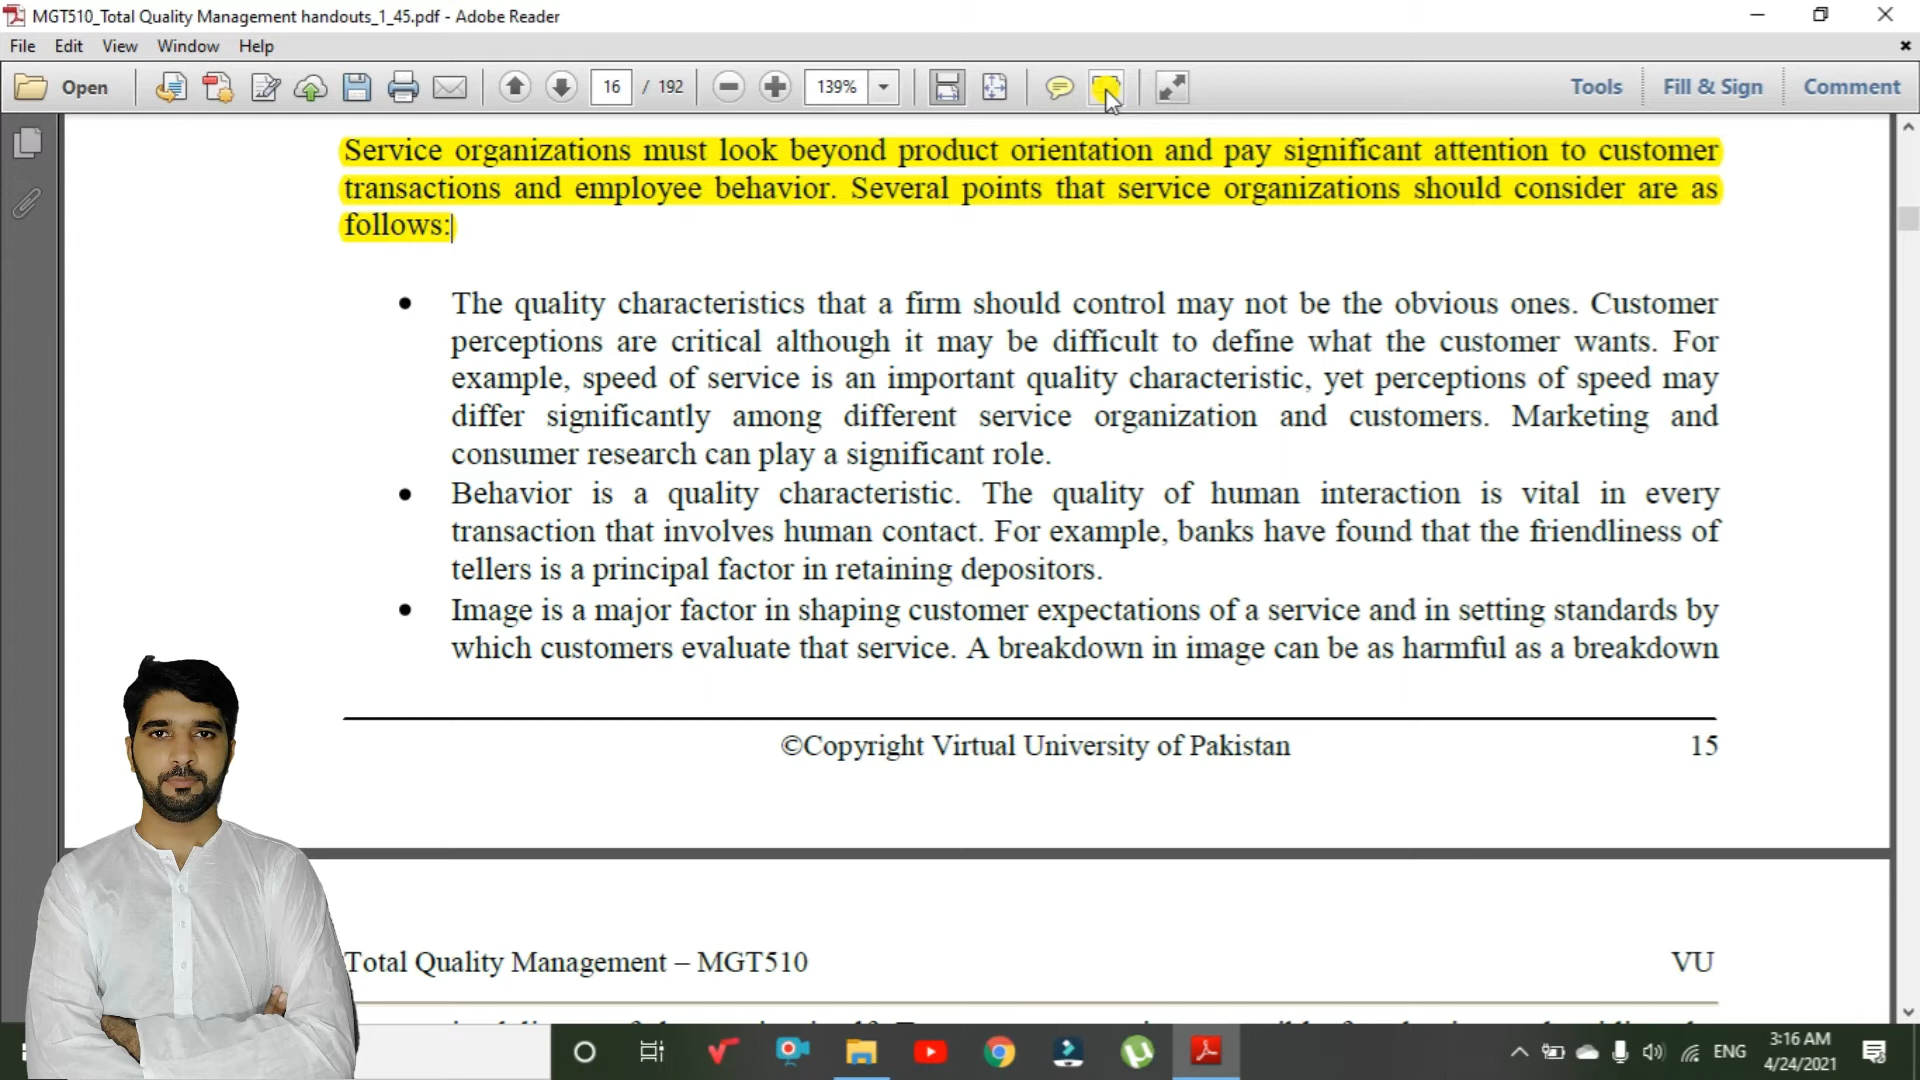 MGT510_Total Quality Management handouts_1_45.pdf - Adobe Reader
File Edit View Window Help
Open 16 / 192 139% Tools Fill & Sign Comment
Service organizations must look beyond product orientation and pay significant attention to customer
transactions and employee behavior. Several points that service organizations should consider are as
follows:
• The quality characteristics that a firm should control may not be the obvious ones. Customer
perceptions are critical although it may be difficult to define what the customer wants. For
example, speed of service is an important quality characteristic, yet perceptions of speed may
differ significantly among different service organization and customers. Marketing and
consumer research can play a significant role.
• Behavior is a quality characteristic. The quality of human interaction is vital in every
transaction that involves human contact. For example, banks have found that the friendliness of
tellers is a principal factor in retaining depositors.
• Image is a major factor in shaping customer expectations of a service and in setting standards by
which customers evaluate that service. A breakdown in image can be as harmful as a breakdown
©Copyright Virtual University of Pakistan 15
Total Quality Management – MGT510 VU
ENG
3:16 AM
4/24/2021